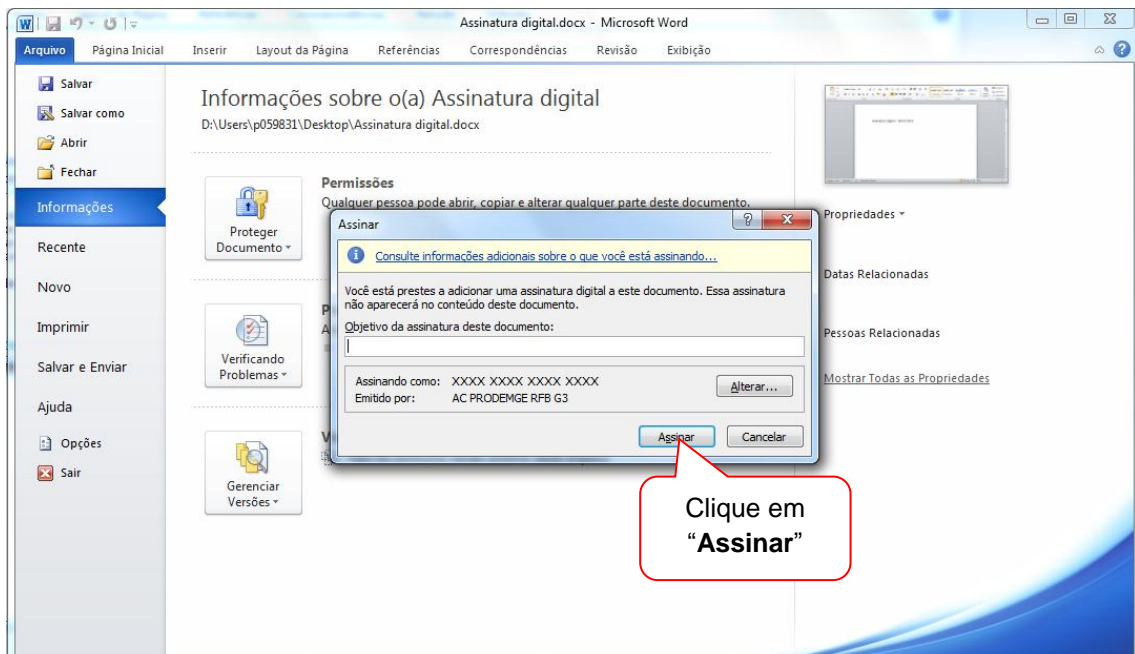 Assinatura digital.docx - Microsoft Word
Arquivo Página Inicial Inserir Layout da Página Referências Correspondências Revisão Exibição
Salvar
Salvar como
Abrir
Fechar
Informações
Recente
Novo
Imprimir
Salvar e Enviar
Ajuda
Opções
Sair
Informações sobre o(a) Assinatura digital
D:\Users\p059831\Desktop\Assinatura digital.docx
Proteger
Documento
Permissões
Qualquer pessoa pode abrir, copiar e alterar qualquer parte deste documento.
Verificando
Problemas
P
A
Gerenciar
Versões
V
Assinar
Consulte informações adicionais sobre o que você está assinando...
Você está prestes a adicionar uma assinatura digital a este documento. Essa assinatura
não aparecerá no conteúdo deste documento.
Objetivo da assinatura deste documento:
Assinando como: XXXX XXXX XXXX XXXX
Emitido por: AC PRODEMGE RFB G3
Alterar...
Assinar Cancelar
Clique em
“Assinar”
Propriedades
Datas Relacionadas
Pessoas Relacionadas
Mostrar Todas as Propriedades